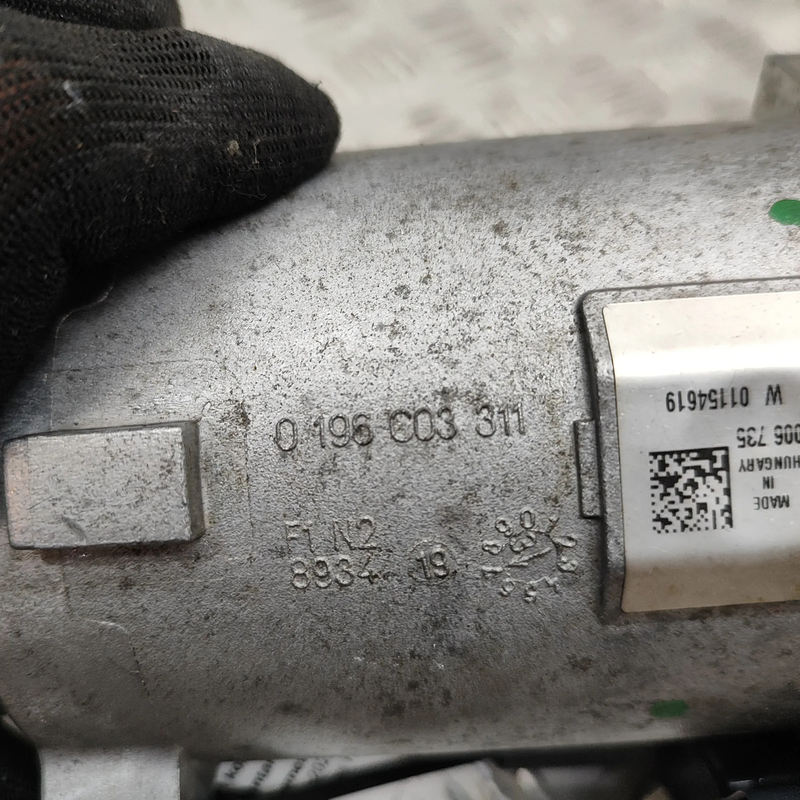 0 196 C03 311
F1 N2
8934 19
W 01154619
006 735
MADE
IN
HUNGARY